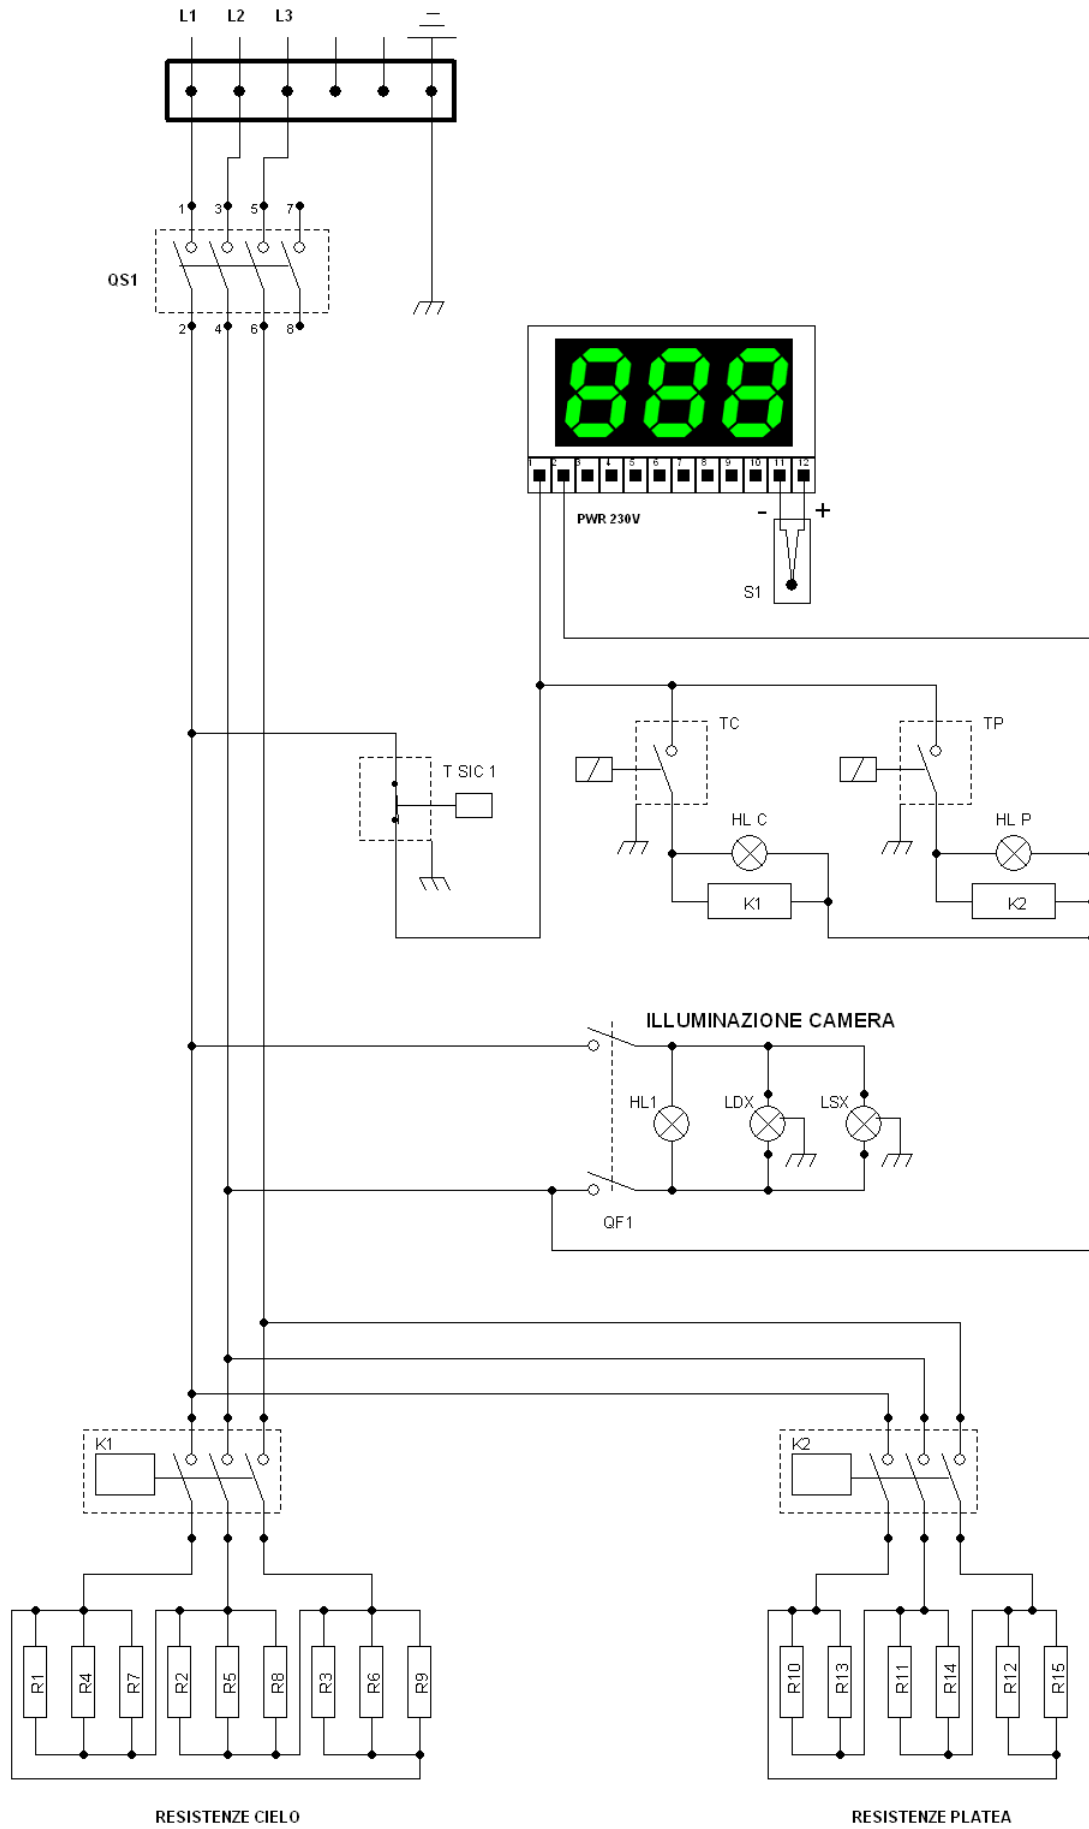 L1 L2 L3
1 3 5 7
QS1
2 4 6 8
888
1 2 3 4 5 6 7 8 9 10 11 12
PWR 230V
- +
S1
TC
TP
T SIC 1
HL C
HL P
K1
K2
ILLUMINAZIONE CAMERA
HL1 LDX LSX
QF1
K1
K2
R1 R4 R7 R2 R5 R8 R3 R6 R9
R10 R13 R11 R14 R12 R15
RESISTENZE CIELO
RESISTENZE PLATEA